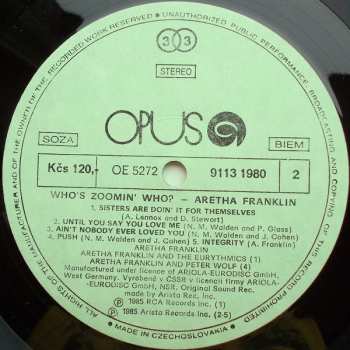 ALL RIGHTS OF THE MANUFACTURER AND OF THE OWNER OF THE RECORDED WORK RESERVED ★ UNAUTHORIZED PUBLIC PERFORMANCE, BROADCASTING AND COPYING OF THIS RECORD PROHIBITED
33
STEREO
OPUS
SOZA
BIEM
Kčs 120,-
OE 5272
9113 1980
2
WHO'S ZOOMIN' WHO? – ARETHA FRANKLIN
1. SISTERS ARE DOIN' IT FOR THEMSELVES
(A. Lennox and D. Stewart)
2. UNTIL YOU SAY YOU LOVE ME (N. M. Walden and P. Glass)
3. AIN'T NOBODY EVER LOVED YOU (N. M. Walden and J. Cohen)
4. PUSH (N. M. Walden and J. Cohen) 5. INTEGRITY (A. Franklin)
ARETHA FRANKLIN
ARETHA FRANKLIN AND THE EURYTHMICS (1)
ARETHA FRANKLIN AND PETER WOLF (4)
Manufactured under licence of ARIOLA-EURODISC GmbH,
West Germany. Vyrobené v ČSSR v licencii firmy ARIOLA-
EURODISC GmbH, NSR. Original Sound Rec.
made by Arista Rec., Inc.
℗ 1985 RCA Records Inc. (1)
℗ 1985 Arista Records Inc. (2-5)
MADE IN CZECHOSLOVAKIA